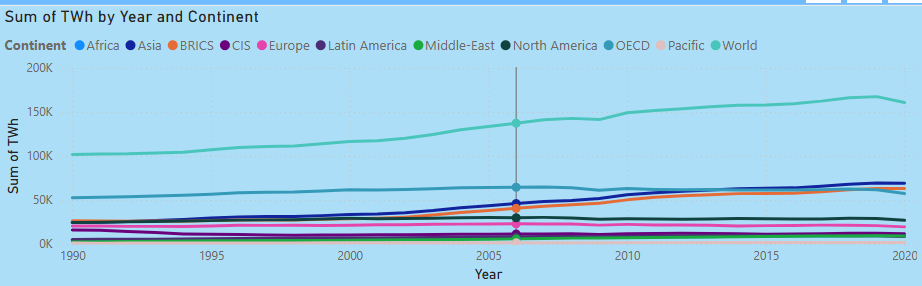 Sum of TWh by Year and Continent
Continent Africa Asia BRICS CIS Europe Latin America Middle-East North America OECD Pacific World
200K
150K
100K
50K
0K
Sum of TWh
1990 1995 2000 2005 2010 2015 2020
Year